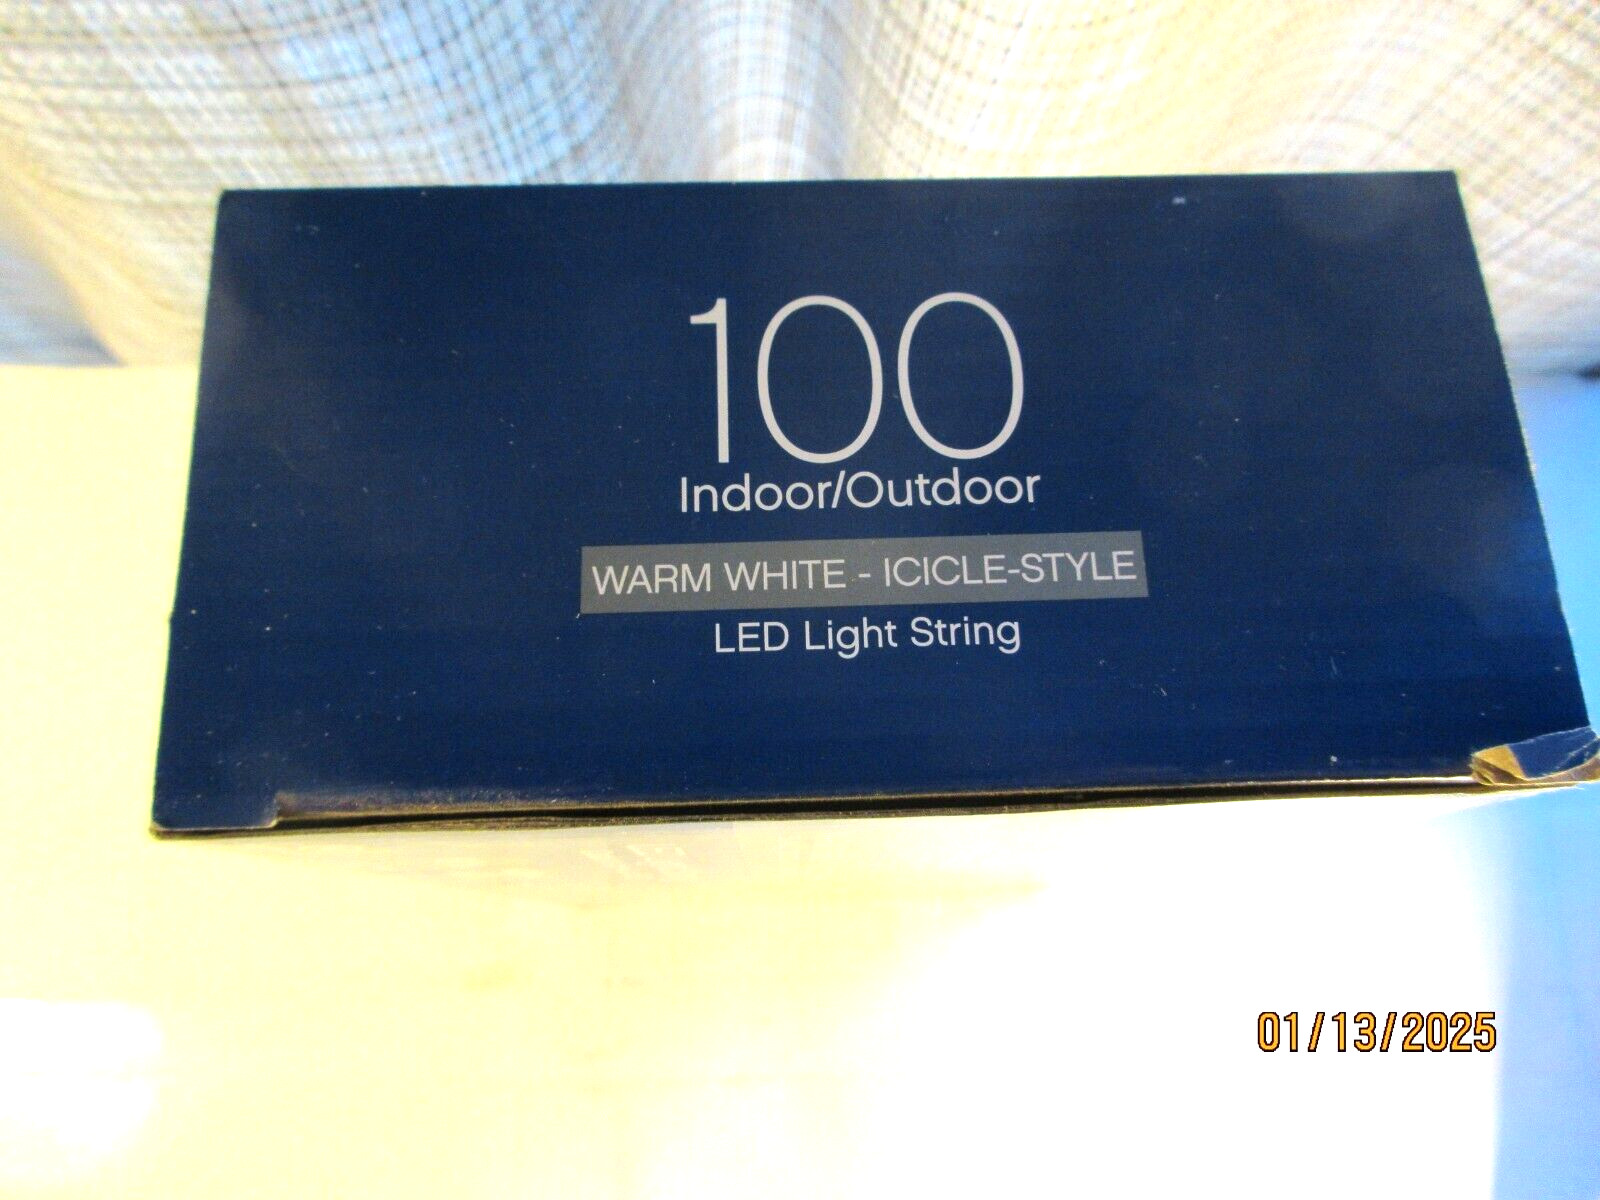 100
Indoor/Outdoor
WARM WHITE - ICICLE-STYLE
LED Light String
01/13/2025